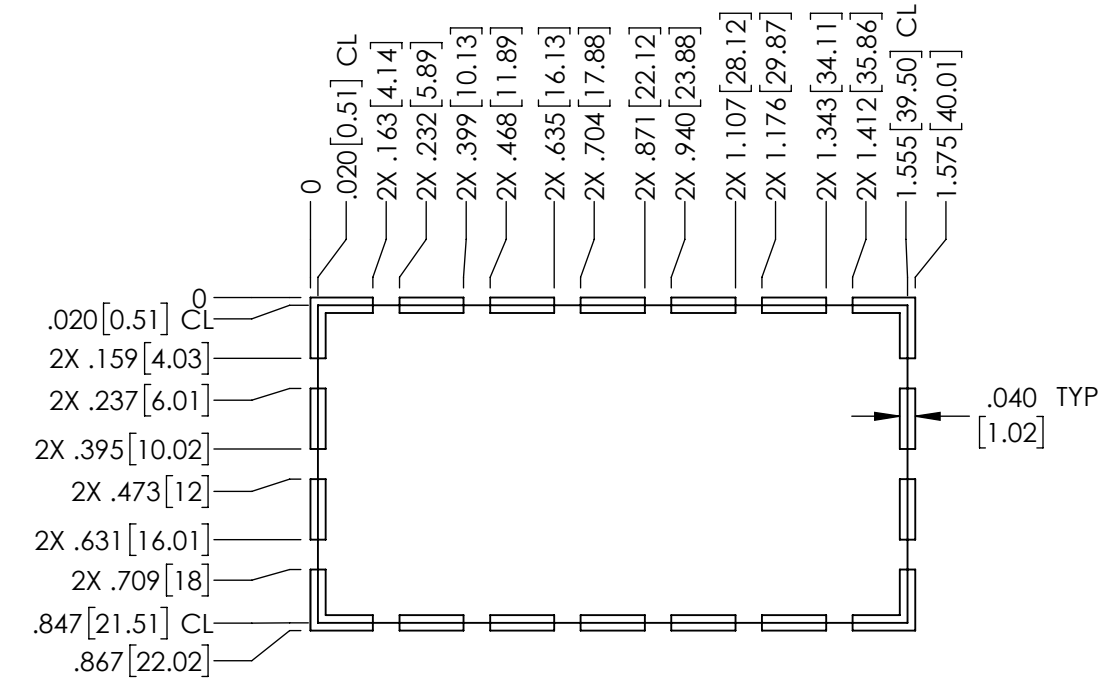 0
.020[0.51] CL
2X .163[4.14]
2X .232[5.89]
2X .399[10.13]
2X .468[11.89]
2X .635[16.13]
2X .704[17.88]
2X .871[22.12]
2X .940[23.88]
2X 1.107[28.12]
2X 1.176[29.87]
2X 1.343[34.11]
2X 1.412[35.86]
1.555[39.50] CL
1.575[40.01]
0
.020[0.51] CL
2X .159[4.03]
2X .237[6.01]
2X .395[10.02]
2X .473[12]
2X .631[16.01]
2X .709[18]
.847[21.51] CL
.867[22.02]
.040 TYP
[1.02]